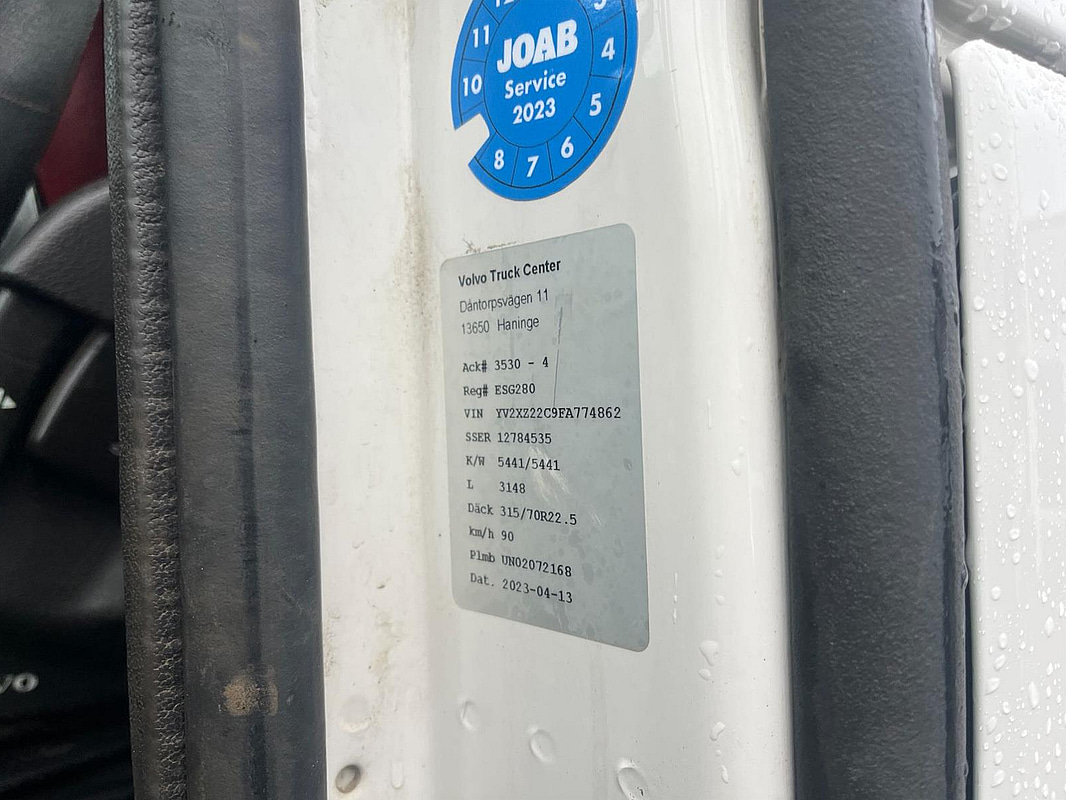 11
10
JOAB
Service
2023
4
5
6
7
8
Volvo Truck Center
Dåntorpsvägen 11
13650 Haninge
Ack# 3530 - 4
Reg# ESG280
VIN YV2XZ22C9FA774862
SSER 12784535
K/W 5441/5441
L 3148
Däck 315/70R22.5
km/h 90
Plmb UN02072168
Dat. 2023-04-13